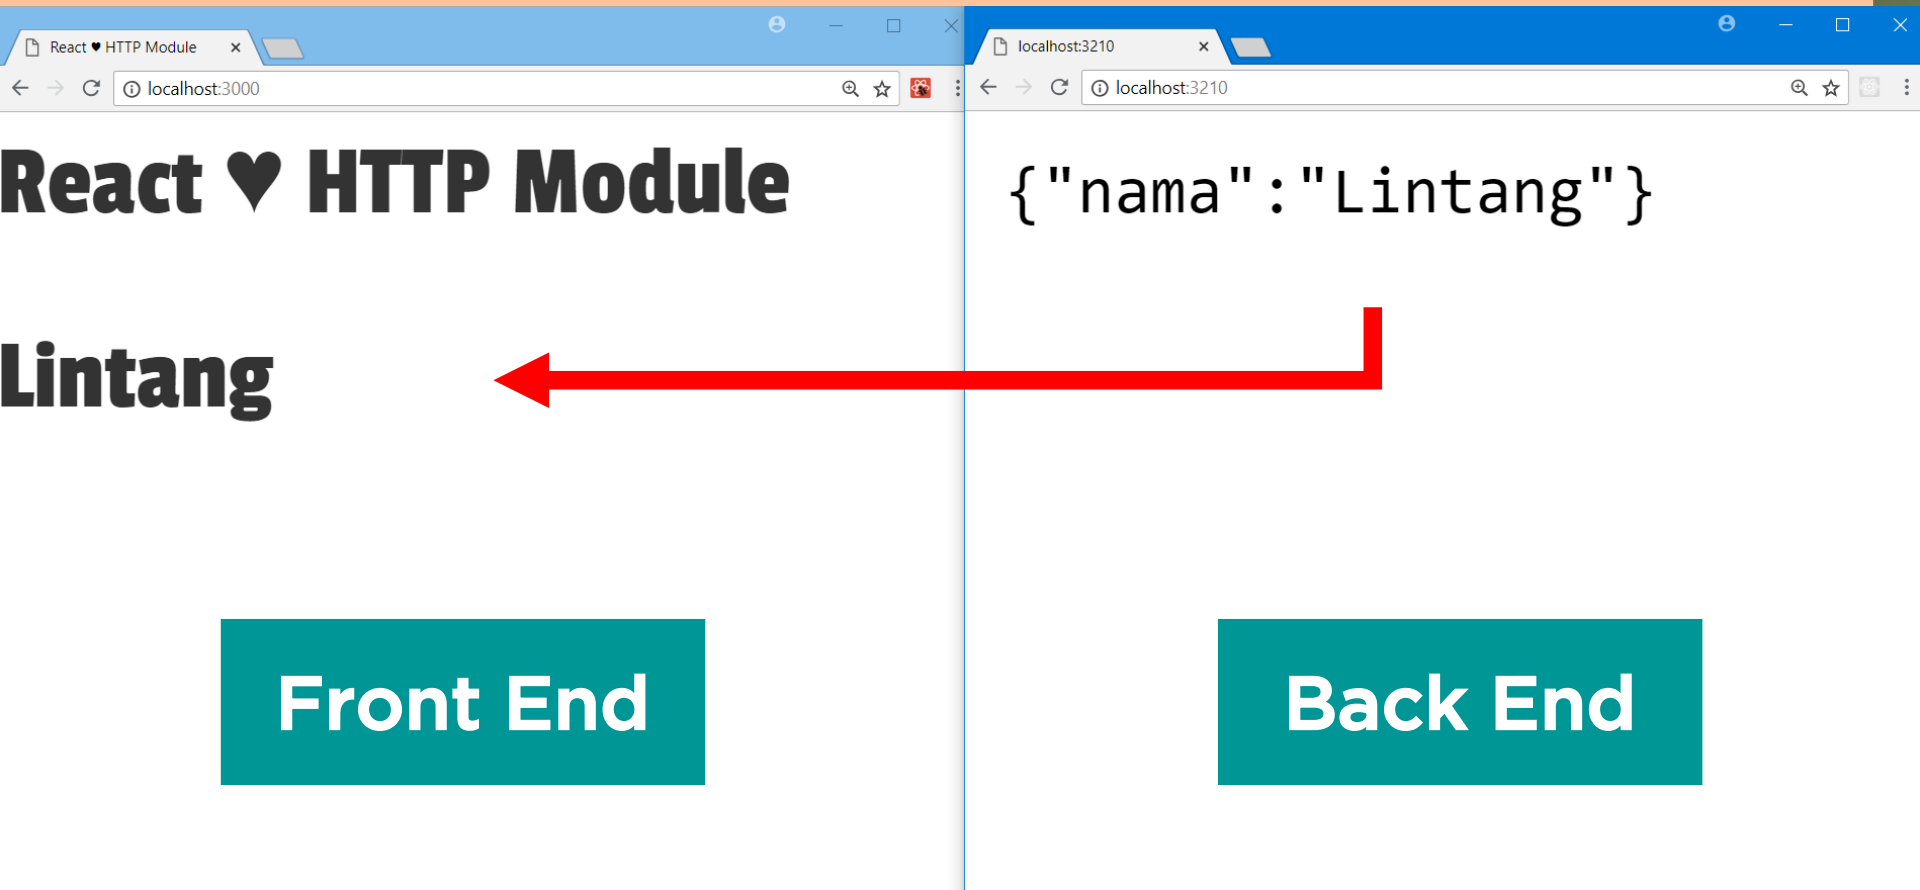 React ♥ HTTP Module
localhost:3000
React ♥ HTTP Module
Lintang
Front End
localhost:3210
localhost:3210
{"nama":"Lintang"}
Back End